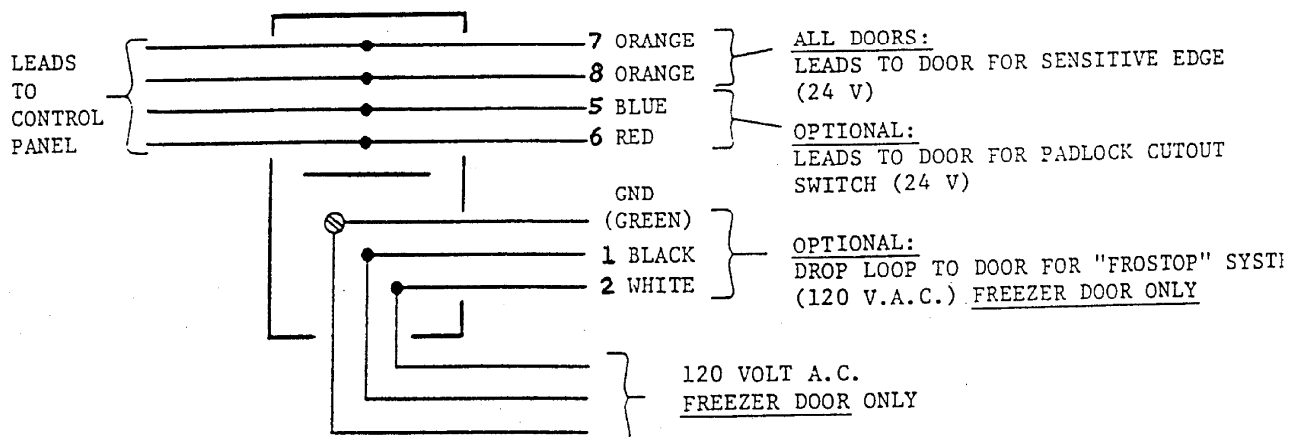 LEADS
TO
CONTROL
PANEL
7 ORANGE
8 ORANGE
5 BLUE
6 RED
ALL DOORS:
LEADS TO DOOR FOR SENSITIVE EDGE
(24 V)
OPTIONAL:
LEADS TO DOOR FOR PADLOCK CUTOUT
SWITCH (24 V)
GND
(GREEN)
1 BLACK
2 WHITE
OPTIONAL:
DROP LOOP TO DOOR FOR "FROSTOP"
(120 V.A.C.) FREEZER DOOR ONLY
120 VOLT A.C.
FREEZER DOOR ONLY